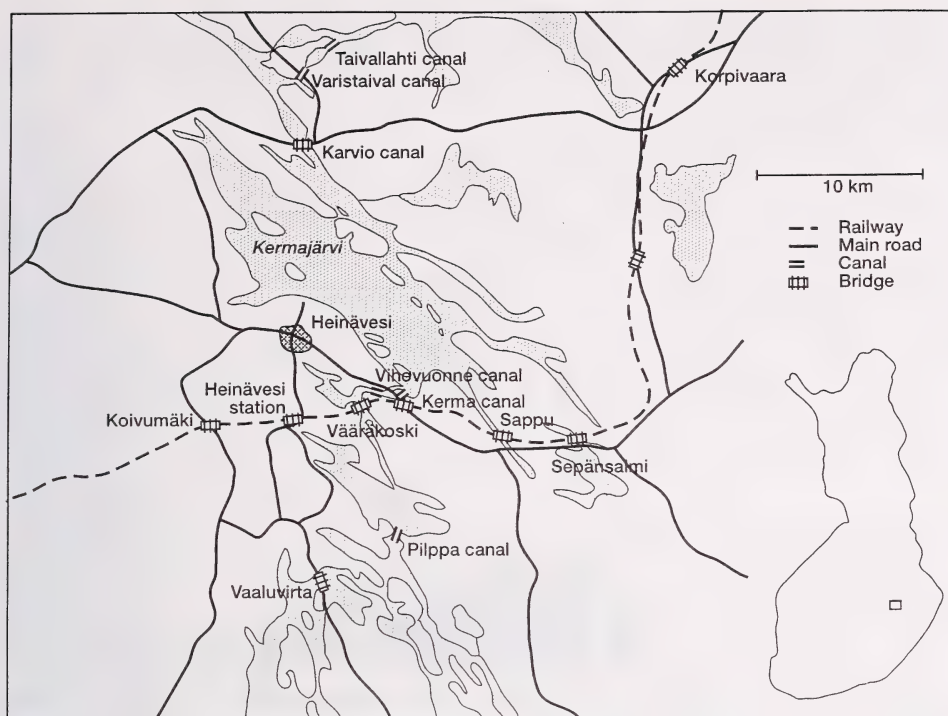 Taivallahti canal
Varistaival canal
Korpivaara
Karvio canal
10 km
Railway
Main road
Canal
Bridge
Kermajärvi
Heinävesi
Vihovuonne canal
Heinävesi
station
Kerma canal
Koivumäki
Sappu
Vääräkoski
Sepänsalmi
Pilppa canal
Vaaluvirta